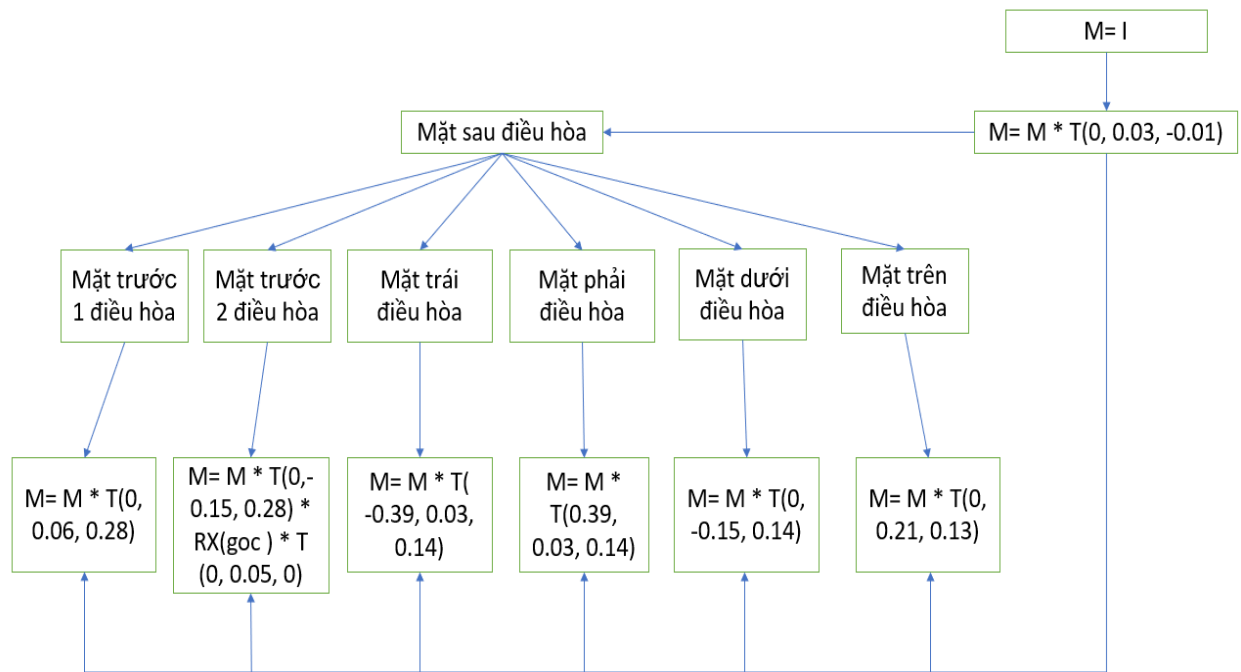 M= I
Mặt sau điều hòa
M= M * T(0, 0.03, -0.01)
Mặt trước
1 điều hòa
Mặt trước
2 điều hòa
Mặt trái
điều hòa
Mặt phải
điều hòa
Mặt dưới
điều hòa
Mặt trên
điều hòa
M= M * T(0,
0.06, 0.28)
M= M * T(0,-
0.15, 0.28) *
RX(goc ) * T
(0, 0.05, 0)
M= M * T(
-0.39, 0.03,
0.14)
M= M *
T(0.39,
0.03, 0.14)
M= M * T(0,
-0.15, 0.14)
M= M * T(0,
0.21, 0.13)